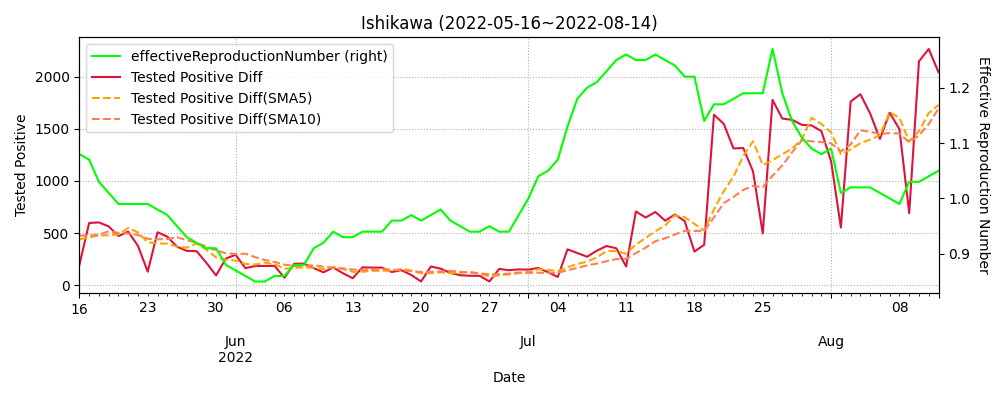 Ishikawa (2022-05-16~2022-08-14)
effectiveReproductionNumber (right)
Tested Positive Diff
Tested Positive Diff(SMA5)
Tested Positive Diff(SMA10)
Tested Positive
2000
1500
1000
500
0
1.2
1.1
1.0
0.9
Effective Reproduction Number
16 23 30 06 13 20 27 04 11 18 25 08
Jun Jul Aug
2022
Date